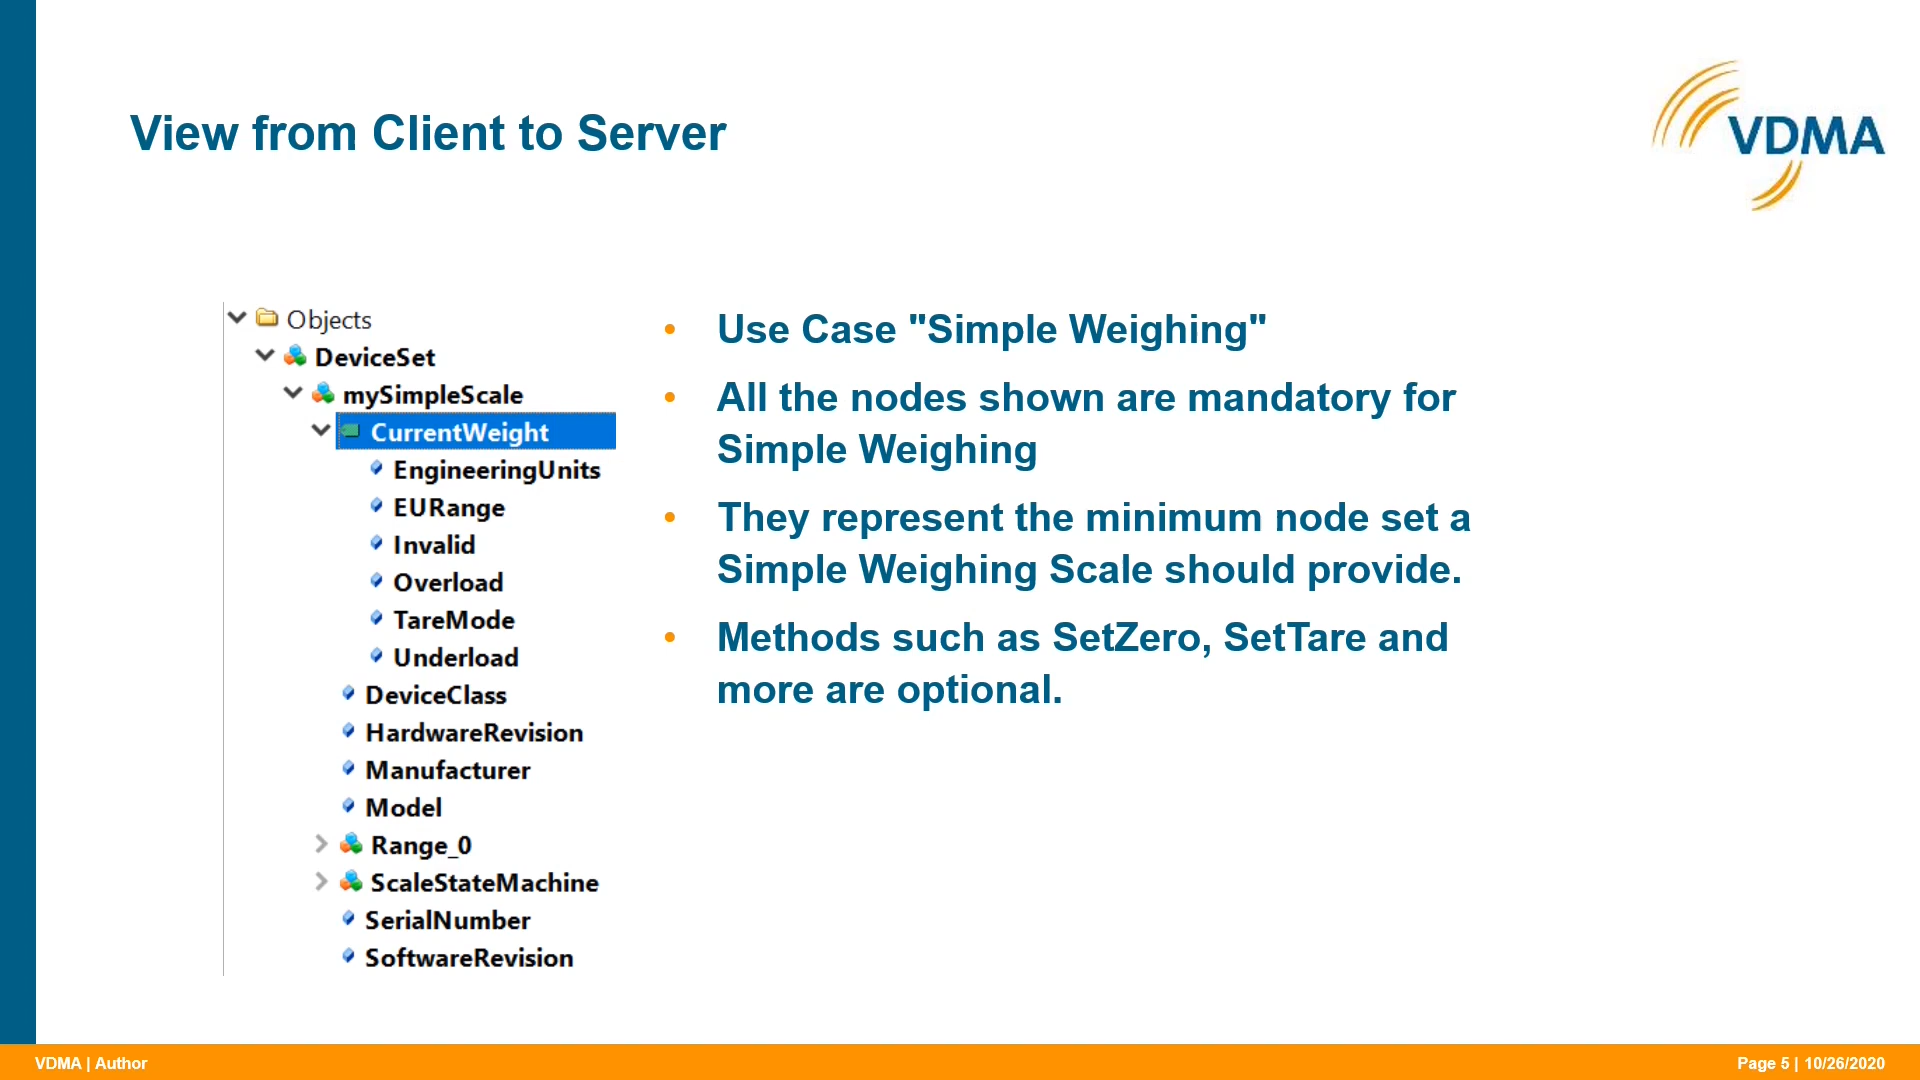 View from Client to Server
VDMA
Objects
DeviceSet
mySimpleScale
CurrentWeight
EngineeringUnits
EURange
Invalid
Overload
TareMode
Underload
DeviceClass
HardwareRevision
Manufacturer
Model
Range_0
ScaleStateMachine
SerialNumber
SoftwareRevision
• Use Case "Simple Weighing"
• All the nodes shown are mandatory for
Simple Weighing
• They represent the minimum node set a
Simple Weighing Scale should provide.
• Methods such as SetZero, SetTare and
more are optional.
VDMA | Author
Page 5 | 10/26/2020